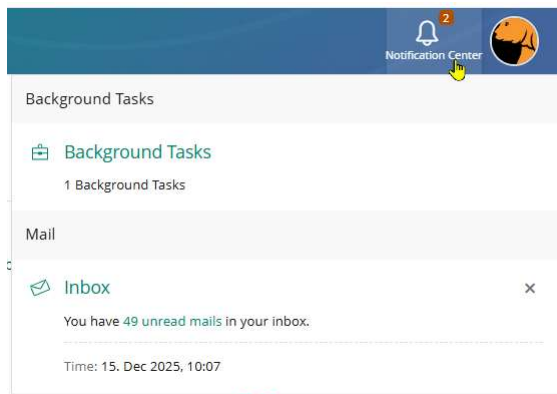 2
Notification Center
Background Tasks
Background Tasks
1 Background Tasks
Mail
Inbox
You have 49 unread mails in your inbox.
Time: 15. Dec 2025, 10:07